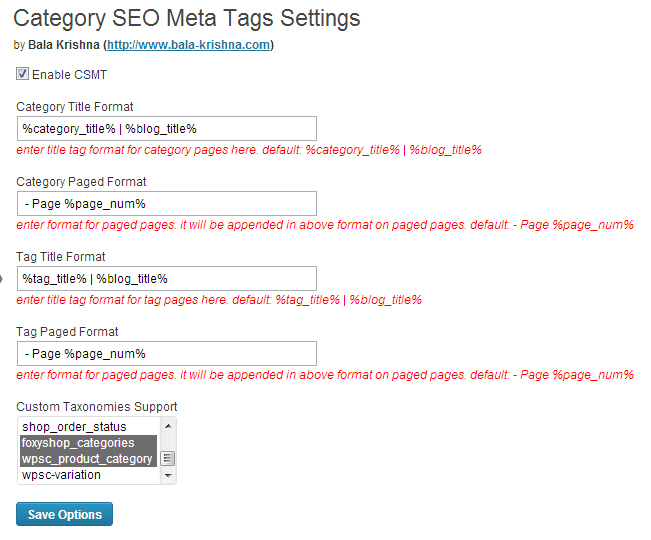 Category SEO Meta Tags Settings
by Bala Krishna (http://www.bala-krishna.com)
Enable CSMT
Category Title Format
%category_title% | %blog_title%
enter title tag format for category pages here. default: %category_title% | %blog_title%
Category Paged Format
- Page %page_num%
enter format for paged pages. it will be appended in above format on paged pages. default: - Page %page_num%
Tag Title Format
%tag_title% | %blog_title%
enter title tag format for tag pages here. default: %tag_title% | %blog_title%
Tag Paged Format
- Page %page_num%
enter format for paged pages. it will be appended in above format on paged pages. default: - Page %page_num%
Custom Taxonomies Support
shop_order_status
foxyshop_categories
wpsc_product_category
wpsc-variation
Save Options